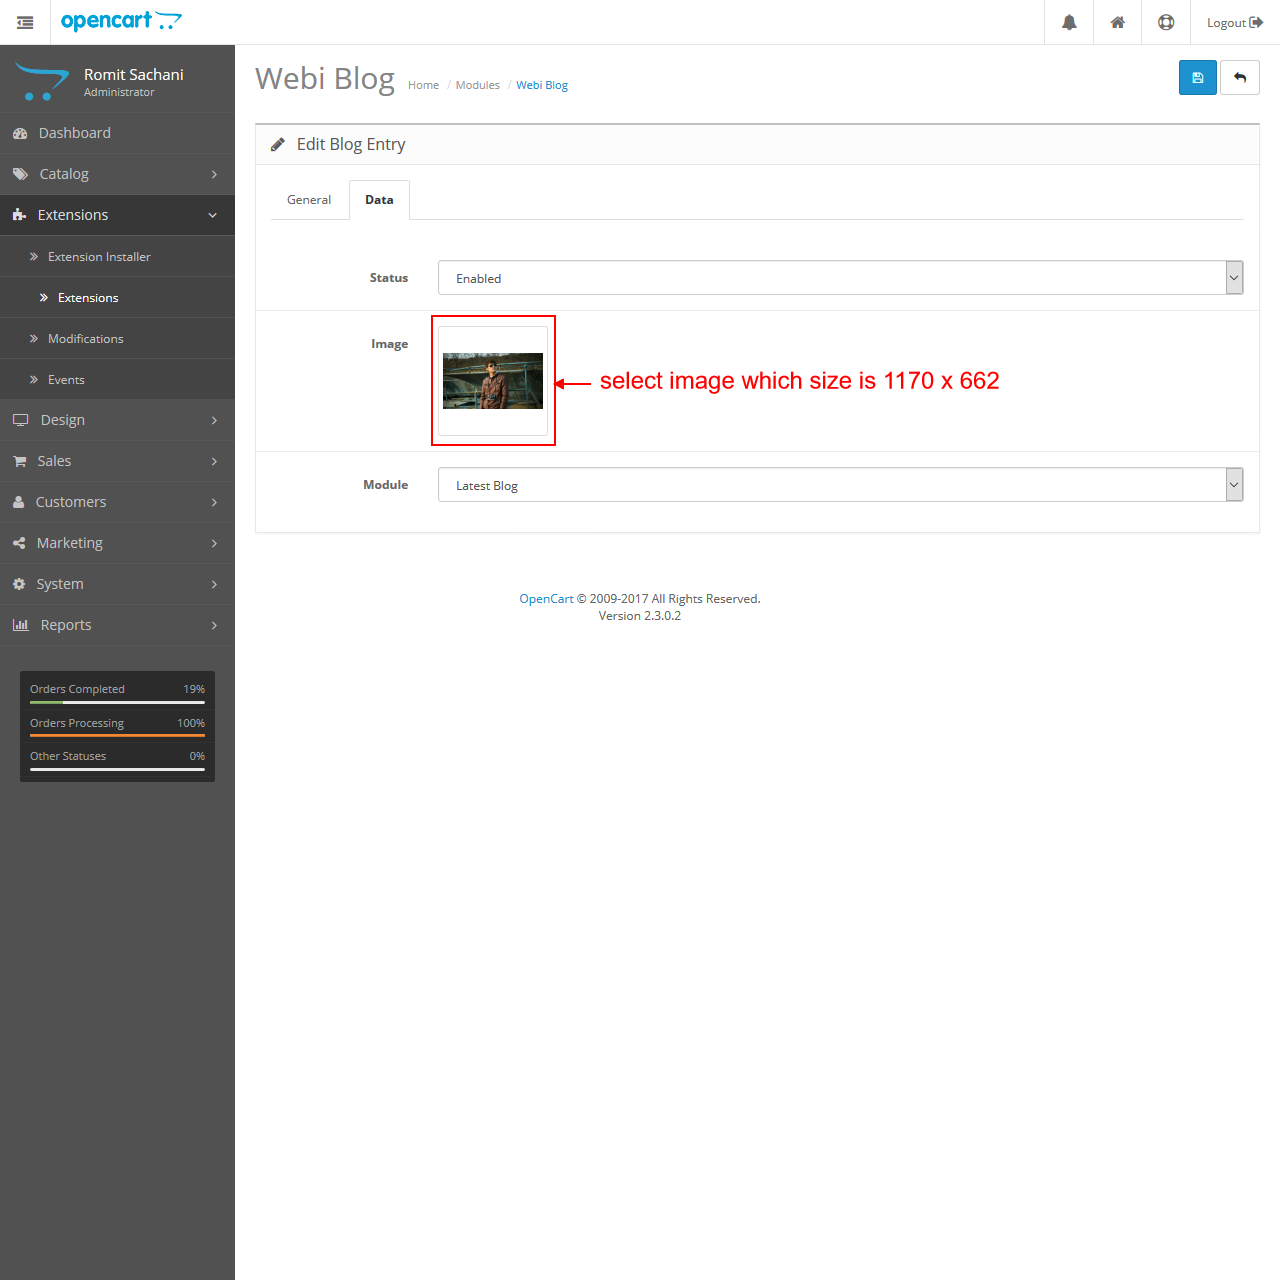 opencart
Logout
Romit Sachani
Administrator
Dashboard
Catalog
Extensions
Extension Installer
Extensions
Modifications
Events
Design
Sales
Customers
Marketing
System
Reports
Orders Completed 19%
Orders Processing 100%
Other Statuses 0%
Webi Blog Home / Modules / Webi Blog
Edit Blog Entry
General Data
Status Enabled
Image select image which size is 1170 x 662
Module Latest Blog
OpenCart © 2009-2017 All Rights Reserved.
Version 2.3.0.2